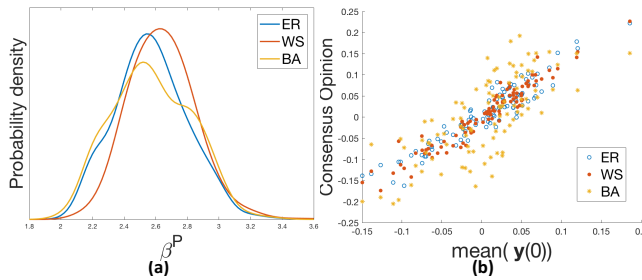 Probability density
ER
WS
BA
1.8 2 2.2 2.4 2.6 2.8 3 3.2 3.4 3.6
β^P
(a)
Consensus Opinion
0.25
0.2
0.15
0.1
0.05
0
-0.05
-0.1
-0.15
-0.2
-0.25
ER
WS
BA
-0.15 -0.1 -0.05 0 0.05 0.1 0.15 0.2
mean( y(0))
(b)